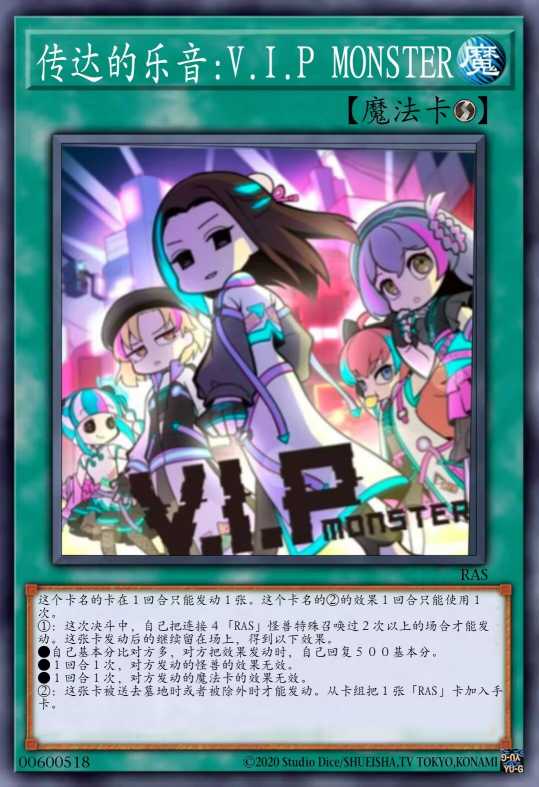 传达的乐音:V.I.P MONSTER魔
【魔法卡】
V.I.P
MONSTER
RAS
这个卡名的卡在1回合只能发动1张。这个卡名的②的效果1回合只能使用1
次。
①：这次决斗中，自己把连接4「RAS」怪兽特殊召唤过2次以上的场合才能发
动。这张卡发动后的继续留在场上，得到以下效果。
●自己基本分比对方多，对方把效果发动时，自己回复500基本分。
●1回合1次，对方发动的怪兽的效果无效。
●1回合1次，对方发动的魔法卡的效果无效。
②：这张卡被送去墓地时或者被除外时才能发动。从卡组把1张「RAS」卡加入手
卡。
00600518
©2020 Studio Dice/SHUEISHA,TV TOKYO,KONAMI